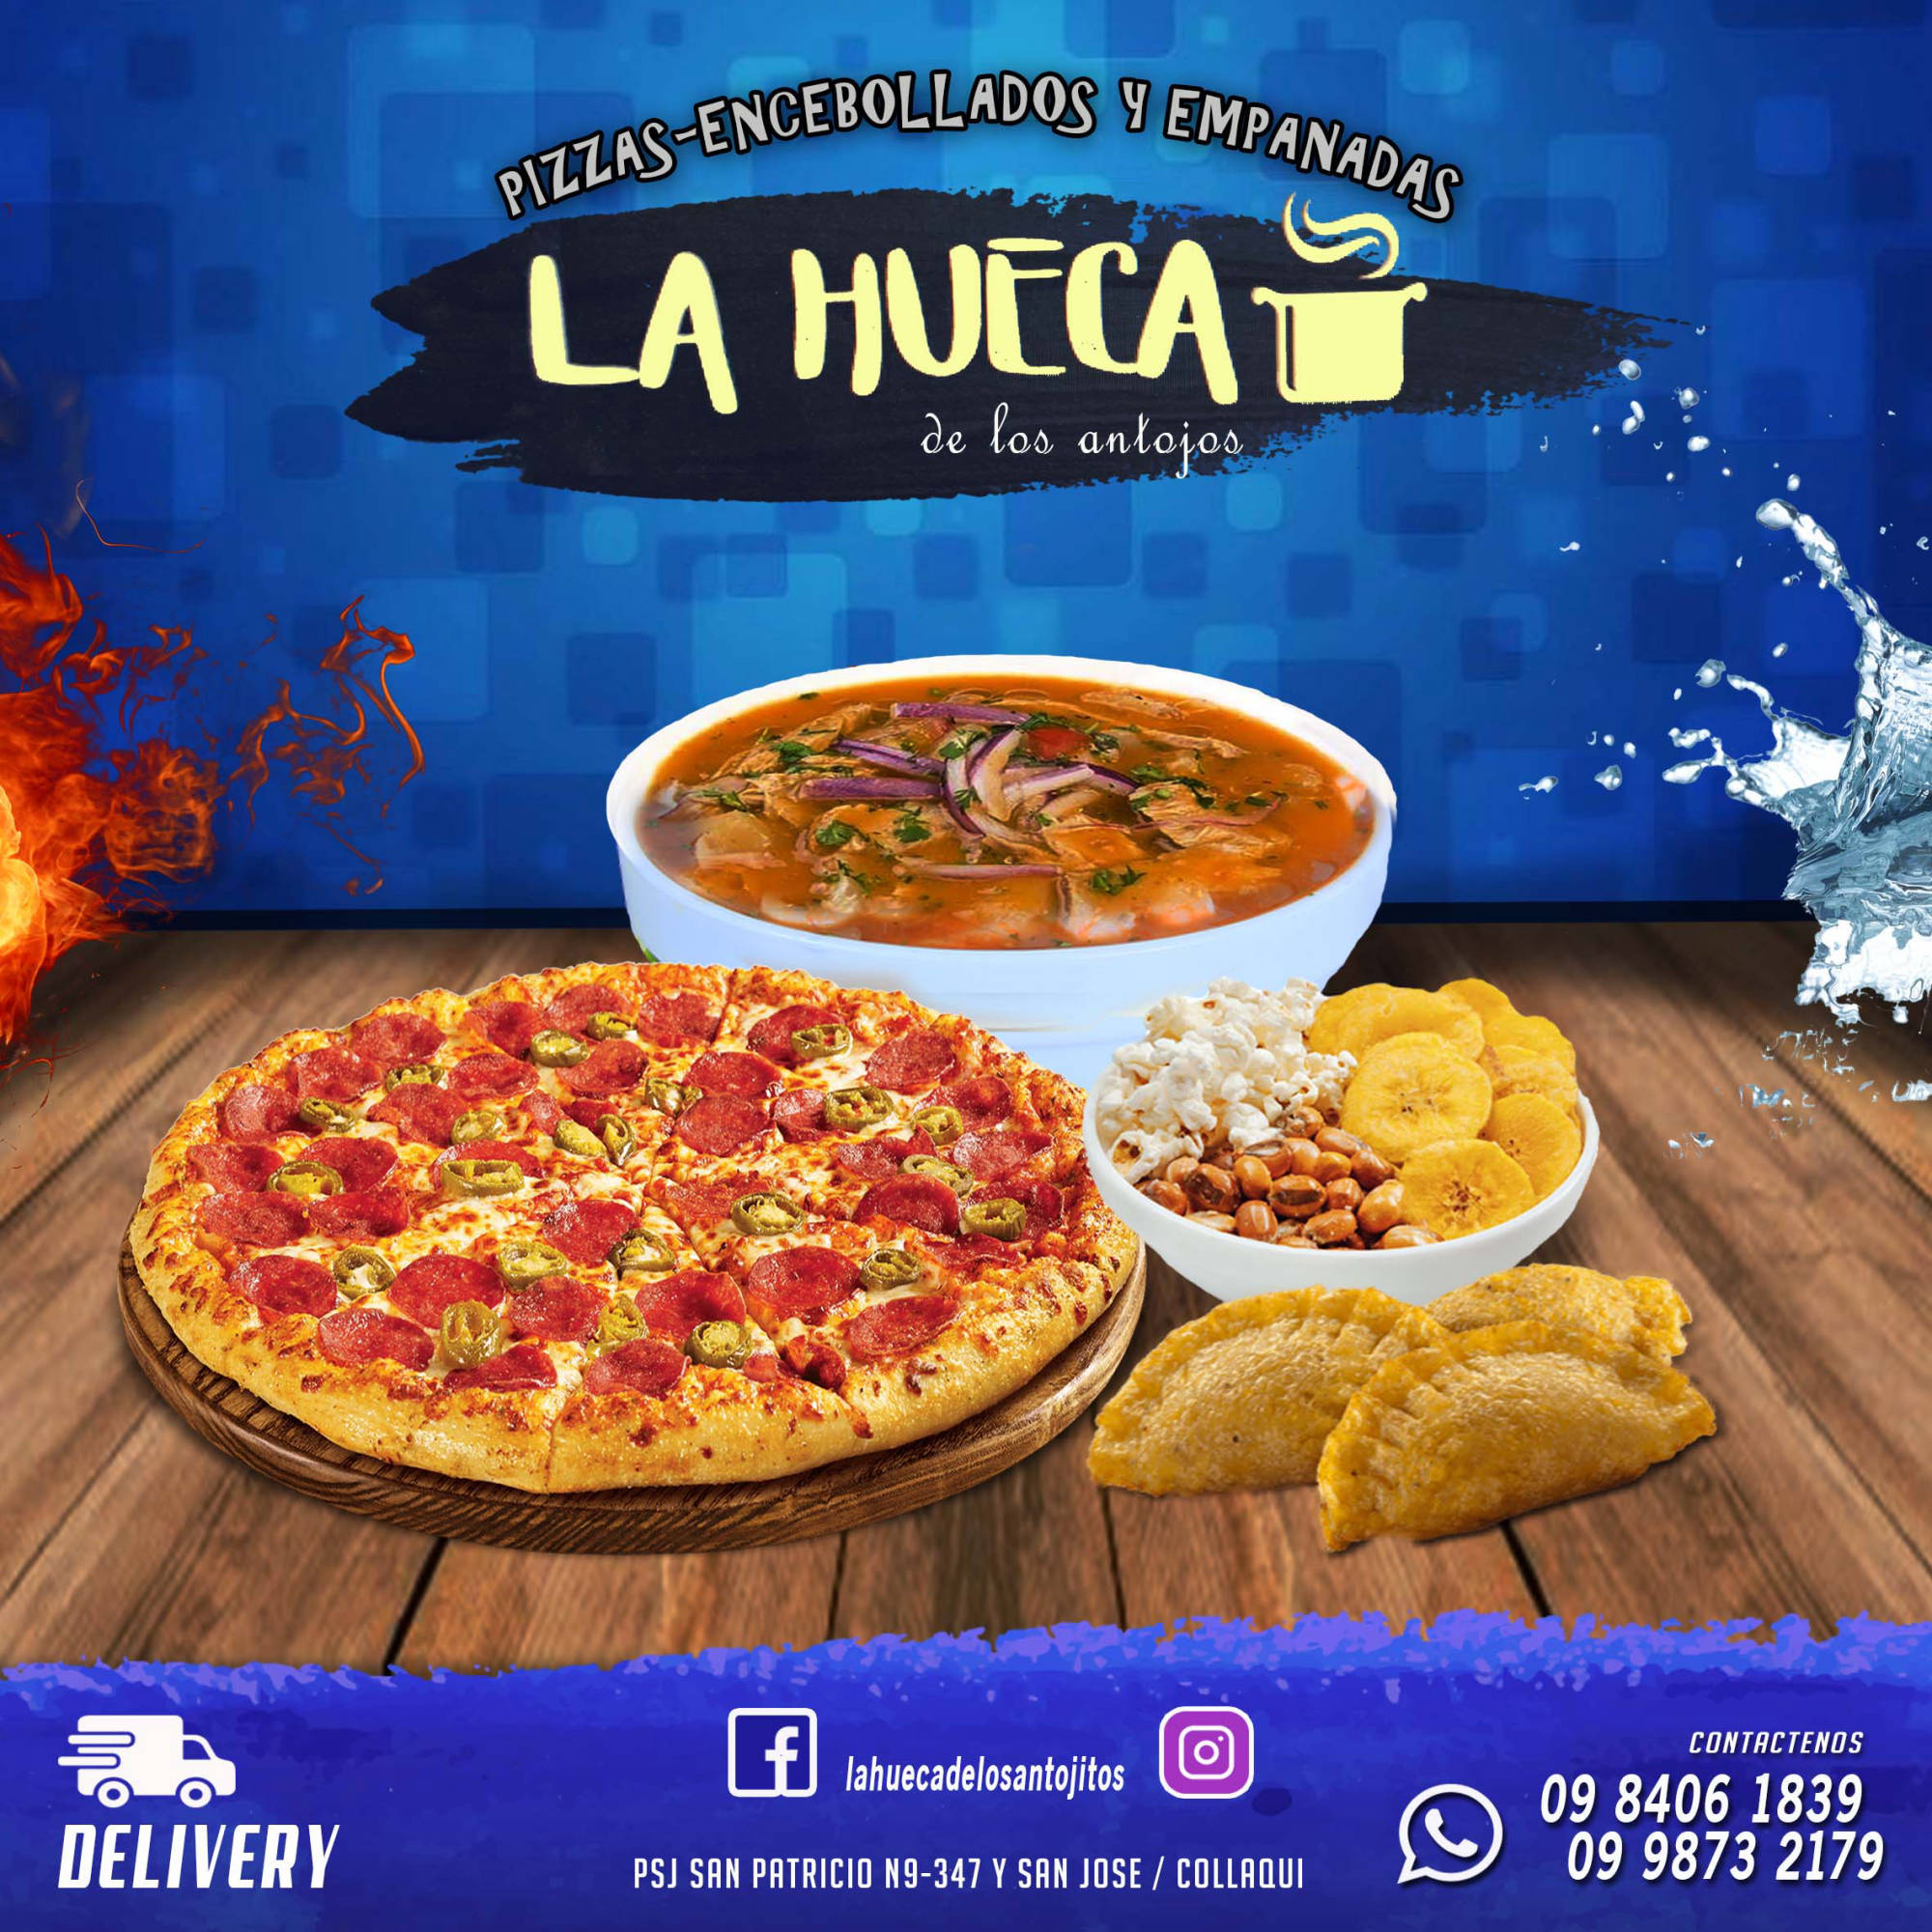 PIZZAS-ENCEBOLLADOS Y EMPANADAS
LA HUECA
de los antojos
DELIVERY
lahuecadelosantojitos
PSJ SAN PATRICIO N9-347 Y SAN JOSE / COLLAQUI
CONTACTENOS
09 8406 1839
09 9873 2179